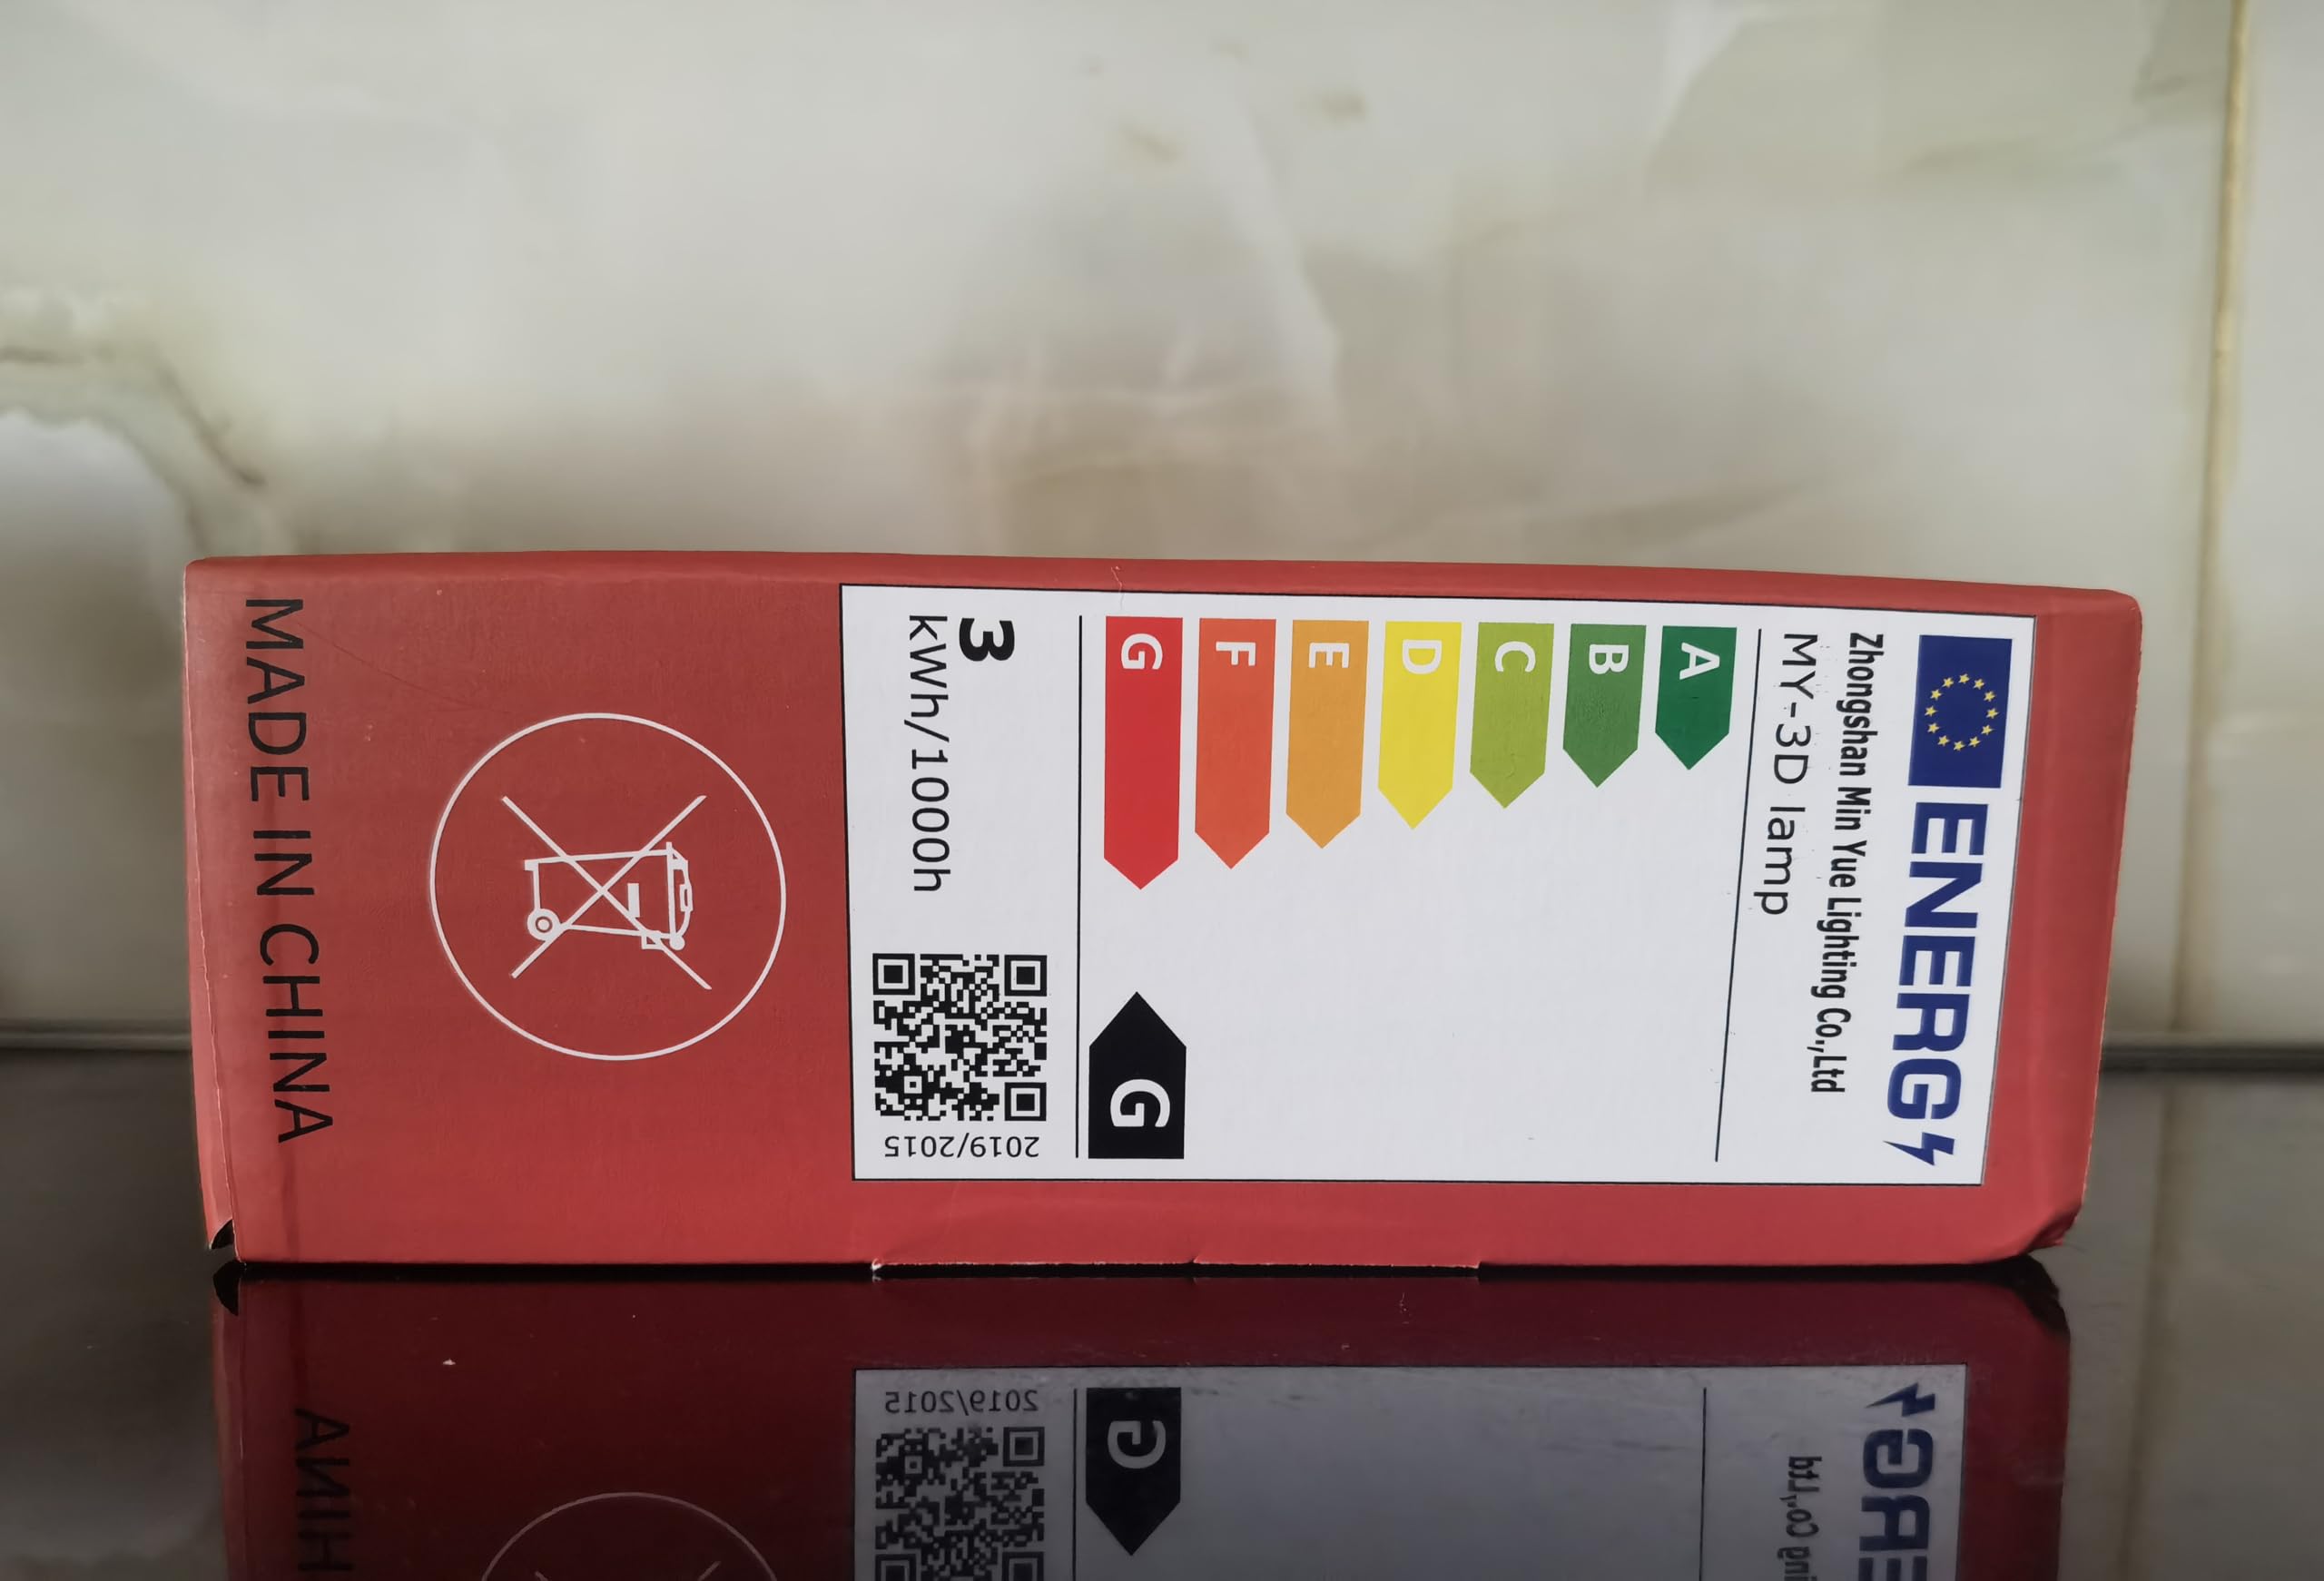 ENERG
Zhongshan Min Yue Lighting Co.,Ltd
MY-3D lamp
A
B
C
D
E
F
G
G
3
kWh/1000h
2019/2015
MADE IN CHINA